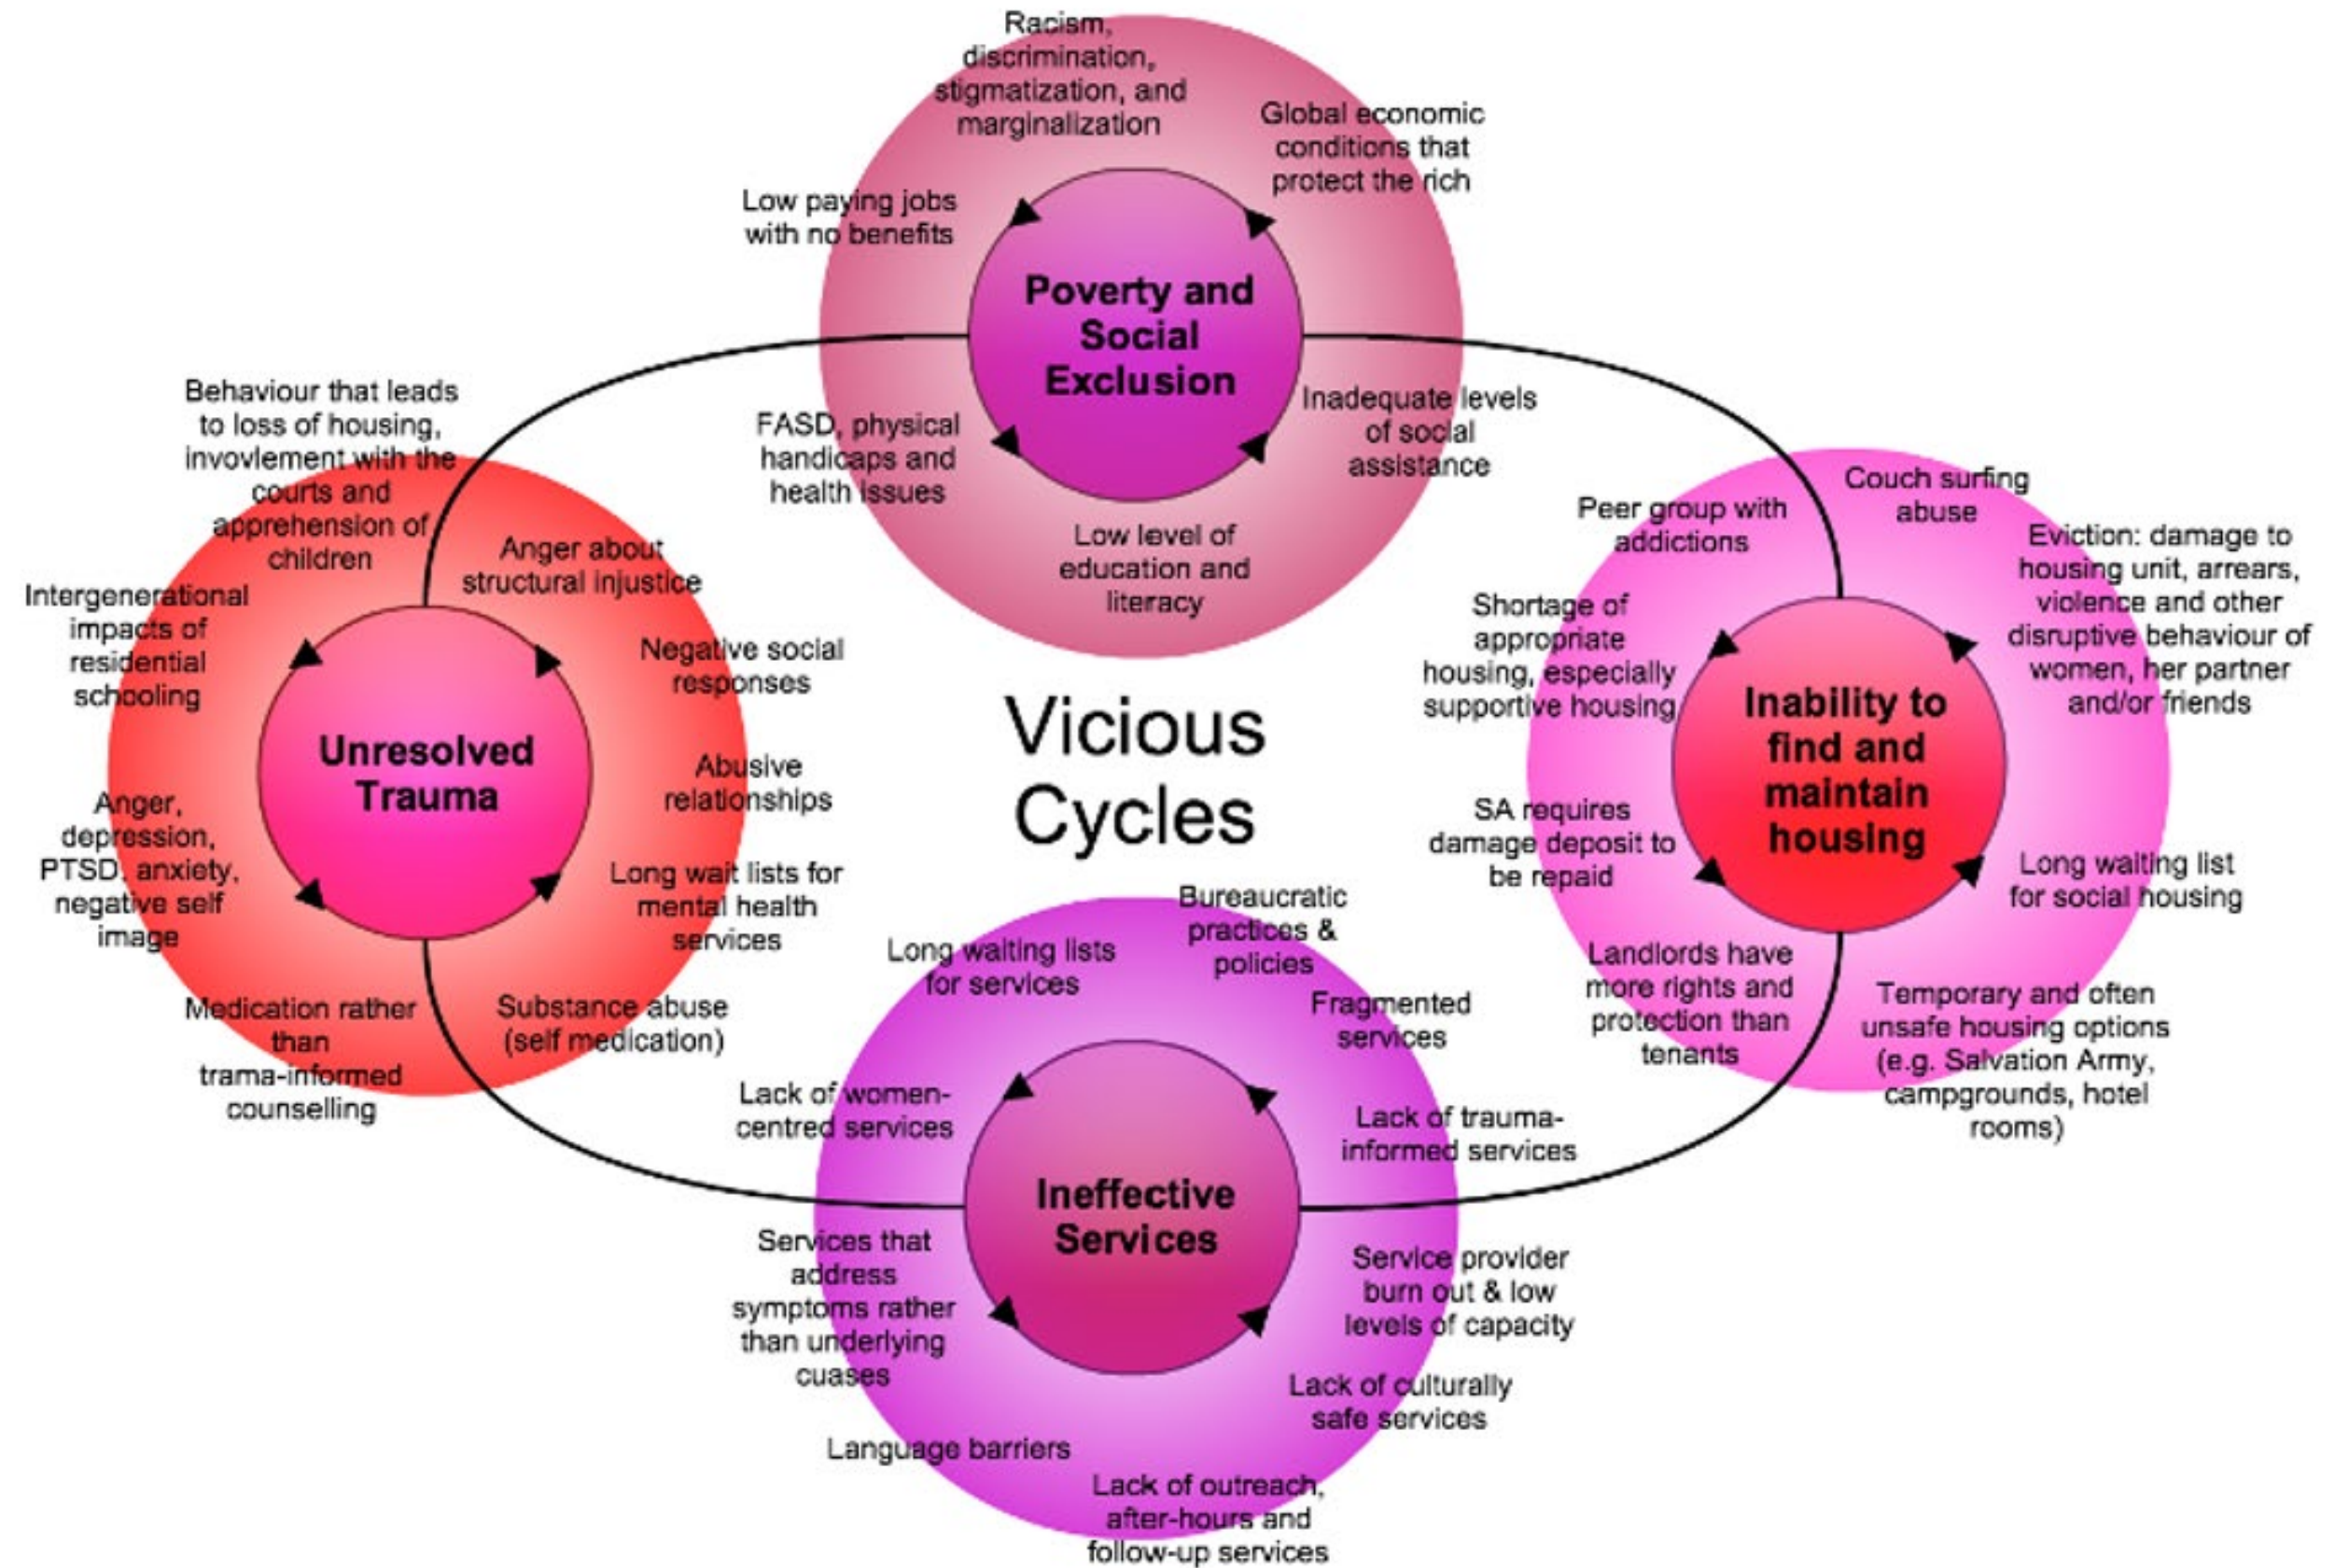 Racism,
discrimination,
stigmatization, and
marginalization
Global economic
conditions that
protect the rich
Low paying jobs
with no benefits
Poverty and
Social
Exclusion
FASD, physical
handicaps and
health issues
Inadequate levels
of social
assistance
Low level of
education and
literacy
Behaviour that leads
to loss of housing,
invovlement with the
courts and
apprehension of
children
Anger about
structural injustice
Intergenerational
impacts of
residential
schooling
Negative social
responses
Unresolved
Trauma
Abusive
relationships
Anger,
depression,
PTSD, anxiety,
negative self
image
Long wait lists for
mental health
services
Medication rather
than
trama-informed
counselling
Substance abuse
(self medication)
Vicious
Cycles
Couch surfing
abuse
Peer group with
addictions
Eviction: damage to
housing unit, arrears,
violence and other
disruptive behaviour of
women, her partner
and/or friends
Shortage of
appropriate
housing, especially
supportive housing
Inability to
find and
maintain
housing
SA requires
damage deposit to
be repaid
Long waiting list
for social housing
Landlords have
more rights and
protection than
tenants
Temporary and often
unsafe housing options
(e.g. Salvation Army,
campgrounds, hotel
rooms)
Bureaucratic
practices &
policies
Long waiting lists
for services
Fragmented
services
Lack of women-
centred services
Lack of trauma-
informed services
Ineffective
Services
Services that
address
symptoms rather
than underlying
cuases
Service provider
burn out & low
levels of capacity
Lack of culturally
safe services
Language barriers
Lack of outreach,
after-hours and
follow-up services